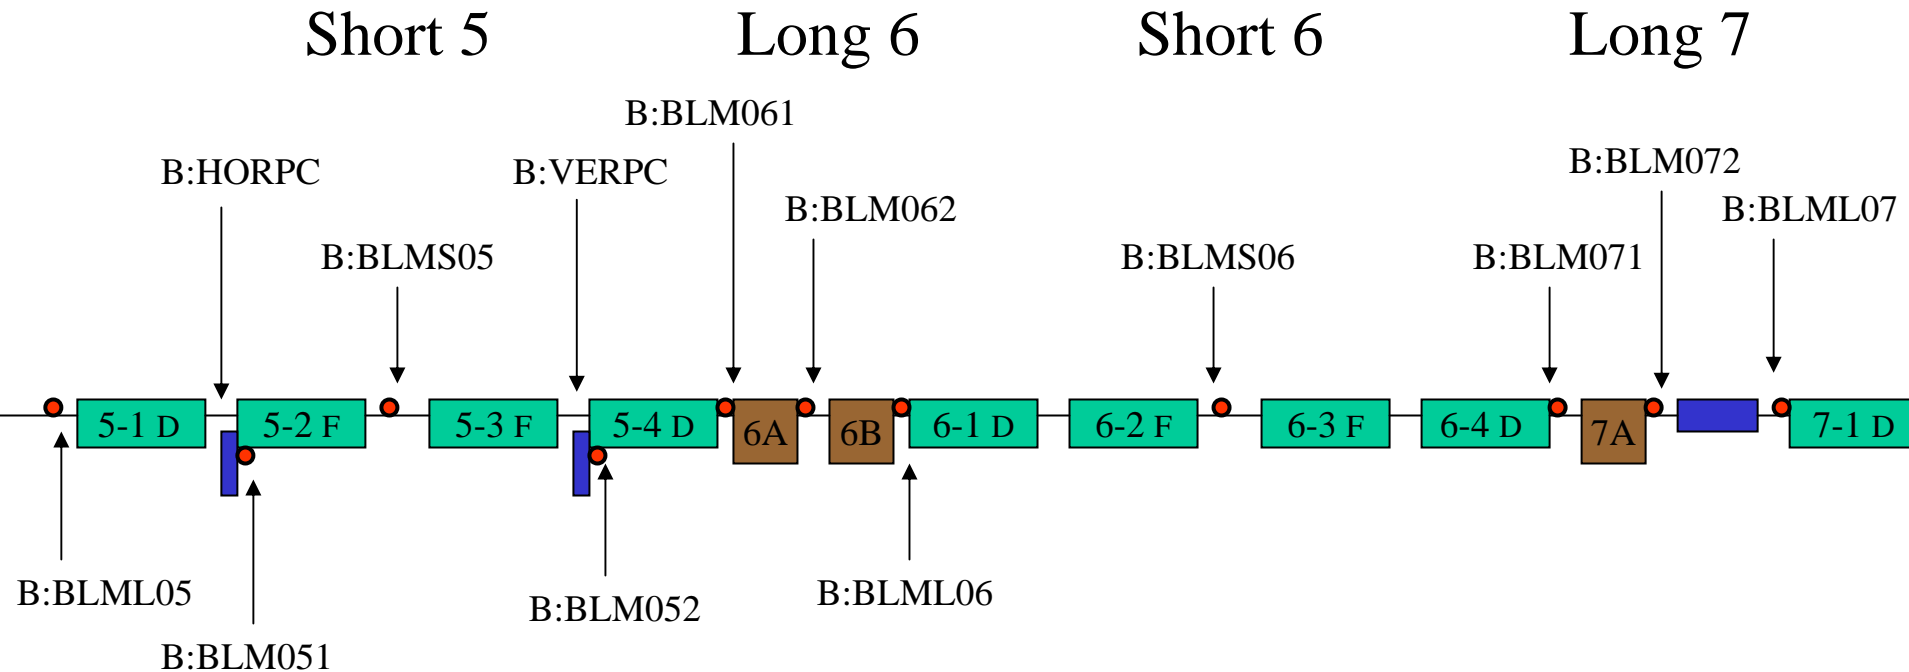 Short 5
Long 6
Short 6
Long 7
B:BLM061
B:HORPC
B:VERPC
B:BLM072
B:BLM062
B:BLML07
B:BLMS05
B:BLMS06
B:BLM071
5-1 D
5-2 F
5-3 F
5-4 D
6A
6B
6-1 D
6-2 F
6-3 F
6-4 D
7A
7-1 D
B:BLML05
B:BLM052
B:BLML06
B:BLM051